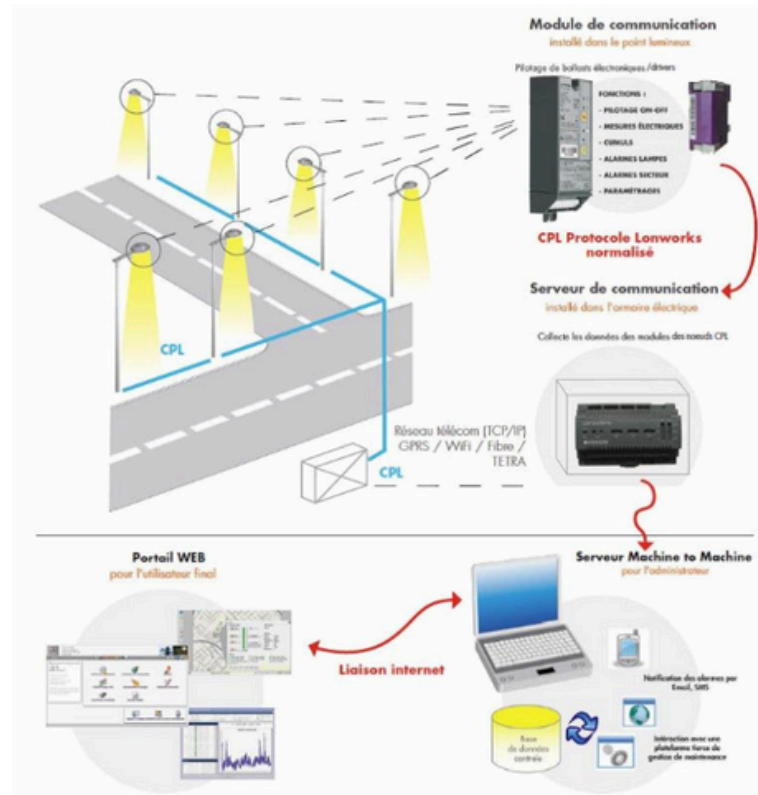 Module de communication
installé dans le point lumineux
Pilotage de ballasts électroniques/drivers
FONCTIONS :
- PILOTAGE ON-OFF
- MESURES ÉLECTRIQUES
- CUMULS
- ALARMES LAMPES
- ALARMES SECTEUR
- PARAMÉTRAGES
CPL Protocole Lonworks
normalisé
Serveur de communication
installé dans l'armoire électrique
Collecte les données des modules des noeuds CPL
CPL
Réseau télécom (TCP/IP)
GPRS / WiFi / Fibre /
TETRA
CPL
Portail WEB
pour l'utilisateur final
Serveur Machine to Machine
pour l'administrateur
Liaison internet
Notification des alarmes par
Email, SMS
Base
de données
Intéraction avec une
plateforme tierce de
gestion de maintenance